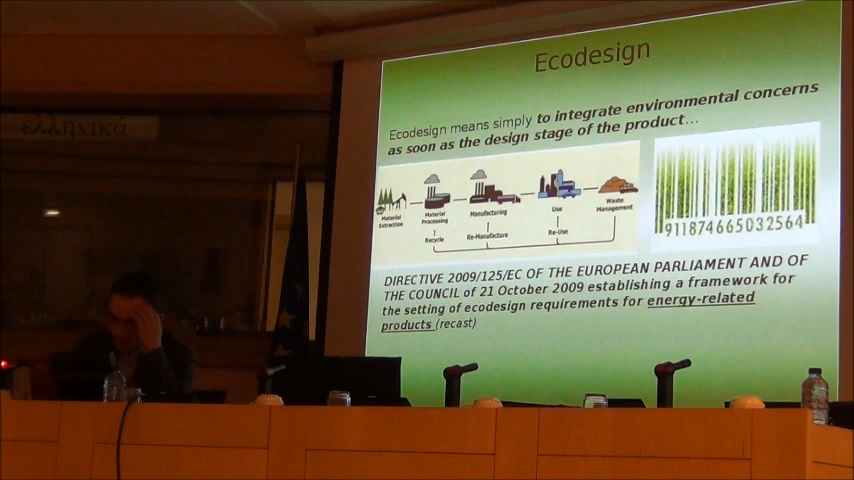 Ecodesign
ελληνικά
Ecodesign means simply to integrate environmental concerns
as soon as the design stage of the product...
Material
Extraction
Material
Processing
Manufacturing
Use
Waste
Management
Recycle
Re-Manufacture
Re-Use
911874665032564
DIRECTIVE 2009/125/EC OF THE EUROPEAN PARLIAMENT AND OF
THE COUNCIL of 21 October 2009 establishing a framework for
the setting of ecodesign requirements for energy-related
products (recast)